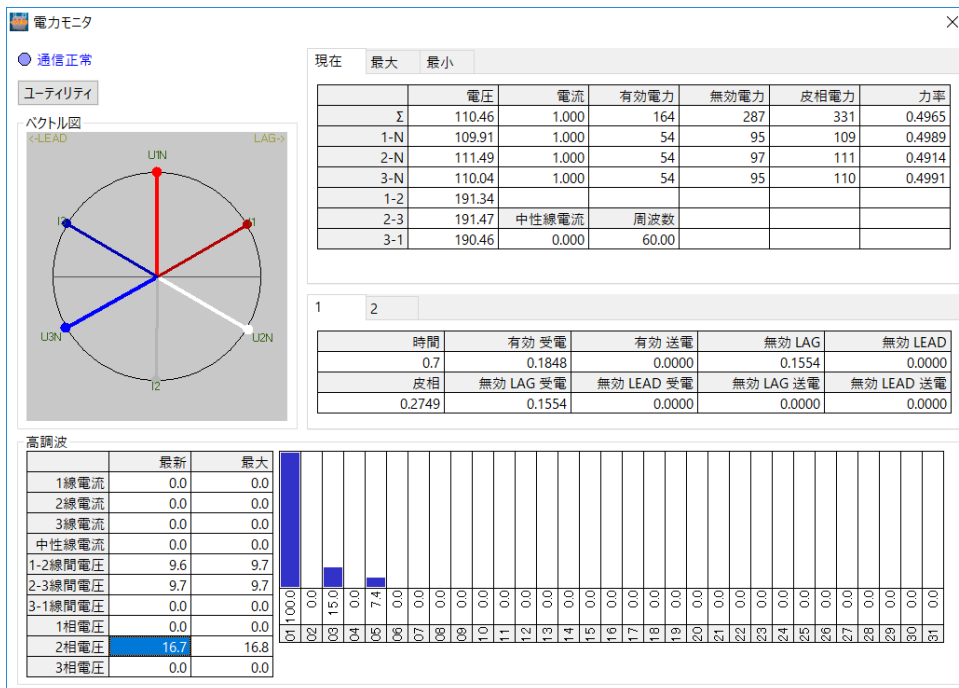 電力モニタ
通信正常
ユーティリティ
ベクトル図
<-LEAD LAG->
U1N
I3 I1
U3N U2N
I2
現在 最大 最小
電圧 電流 有効電力 無効電力 皮相電力 力率
Σ 110.46 1.000 164 287 331 0.4965
1-N 109.91 1.000 54 95 109 0.4989
2-N 111.49 1.000 54 97 111 0.4914
3-N 110.04 1.000 54 95 110 0.4991
1-2 191.34
2-3 191.47 中性線電流 周波数
3-1 190.46 0.000 60.00
1 2
時間 有効 受電 有効 送電 無効 LAG 無効 LEAD
0.7 0.1848 0.0000 0.1554 0.0000
皮相 無効 LAG 受電 無効 LEAD 受電 無効 LAG 送電 無効 LEAD 送電
0.2749 0.1554 0.0000 0.0000 0.0000
高調波
最新 最大
1線電流 0.0 0.0
2線電流 0.0 0.0
3線電流 0.0 0.0
中性線電流 0.0 0.0
1-2線間電圧 9.6 9.7
2-3線間電圧 9.7 9.7
3-1線間電圧 0.0 0.0
1相電圧 0.0 0.0
2相電圧 16.7 16.8
3相電圧 0.0 0.0
100.0 0.0 15.0 0.0 7.4 0.0 0.0 0.0 0.0 0.0 0.0 0.0 0.0 0.0 0.0 0.0 0.0 0.0 0.0 0.0 0.0 0.0 0.0 0.0 0.0 0.0 0.0 0.0 0.0 0.0 0.0
01 02 03 04 05 06 07 08 09 10 11 12 13 14 15 16 17 18 19 20 21 22 23 24 25 26 27 28 29 30 31